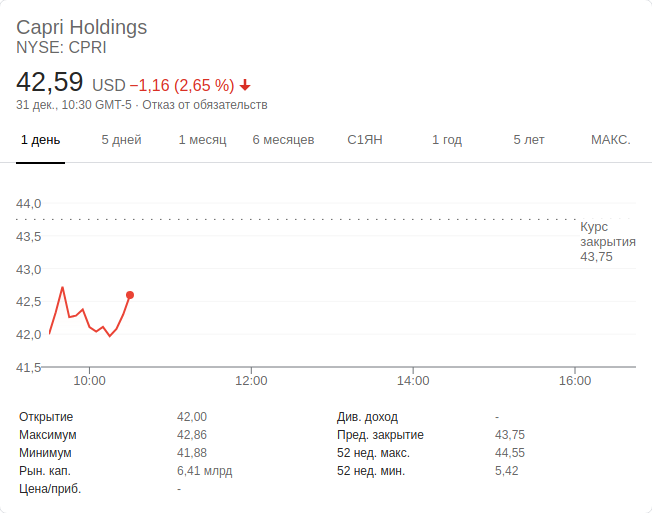 Capri Holdings
NYSE: CPRI
42,59 USD −1,16 (2,65 %)
31 дек., 10:30 GMT-5 · Отказ от обязательств
1 день 5 дней 1 месяц 6 месяцев С1ЯН 1 год 5 лет МАКС.
44,0
43,5
43,0
42,5
42,0
41,5
Курс
закрытия
43,75
10:00 12:00 14:00 16:00
Открытие 42,00
Максимум 42,86
Минимум 41,88
Рын. кап. 6,41 млрд
Цена/приб. -
Див. доход -
Пред. закрытие 43,75
52 нед. макс. 44,55
52 нед. мин. 5,42